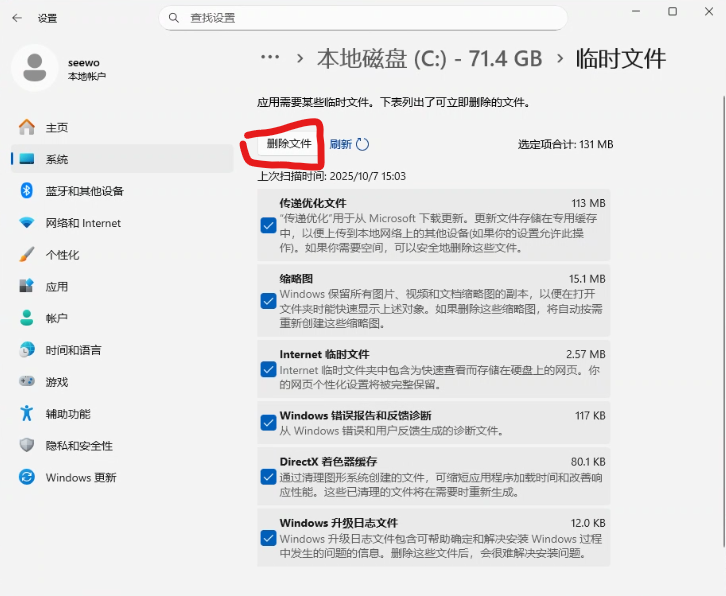 设置
查找设置
seewo
本地帐户
··· › 本地磁盘 (C:) - 71.4 GB › 临时文件
应用需要某些临时文件。下表列出了可立即删除的文件。
删除文件 刷新 选定项合计: 131 MB
上次扫描时间: 2025/10/7 15:03
主页
系统
蓝牙和其他设备
网络和 Internet
个性化
应用
帐户
时间和语言
游戏
辅助功能
隐私和安全性
Windows 更新
传递优化文件 113 MB
“传递优化”用于从 Microsoft 下载更新。更新文件存储在专用缓存
中，以便上传到本地网络上的其他设备(如果你的设置允许此操
作)。如果你需要空间，可以安全地删除这些文件。
缩略图 15.1 MB
Windows 保留所有图片、视频和文档缩略图的副本，以便在打开
文件夹时能快速显示上述对象。如果删除这些缩略图，将自动按需
重新创建这些缩略图。
Internet 临时文件 2.57 MB
Internet 临时文件夹中包含为快速查看而存储在硬盘上的网页。你
的网页个性化设置将被完整保留。
Windows 错误报告和反馈诊断 117 KB
从 Windows 错误和用户反馈生成的诊断文件。
DirectX 着色器缓存 80.1 KB
通过清理图形系统创建的文件，可缩短应用程序加载时间和改善响
应性能。这些已清理的文件将在需要时重新生成。
Windows 升级日志文件 12.0 KB
Windows 升级日志文件包含可帮助确定和解决安装 Windows 过程
中发生的问题的信息。删除这些文件后，会很难解决安装问题。